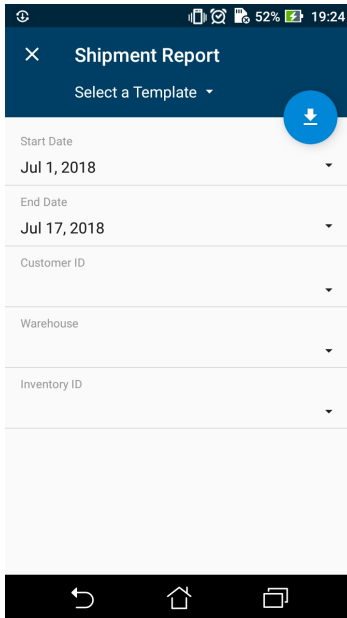 52% 19:24
Shipment Report
Select a Template
Start Date
Jul 1, 2018
End Date
Jul 17, 2018
Customer ID
Warehouse
Inventory ID